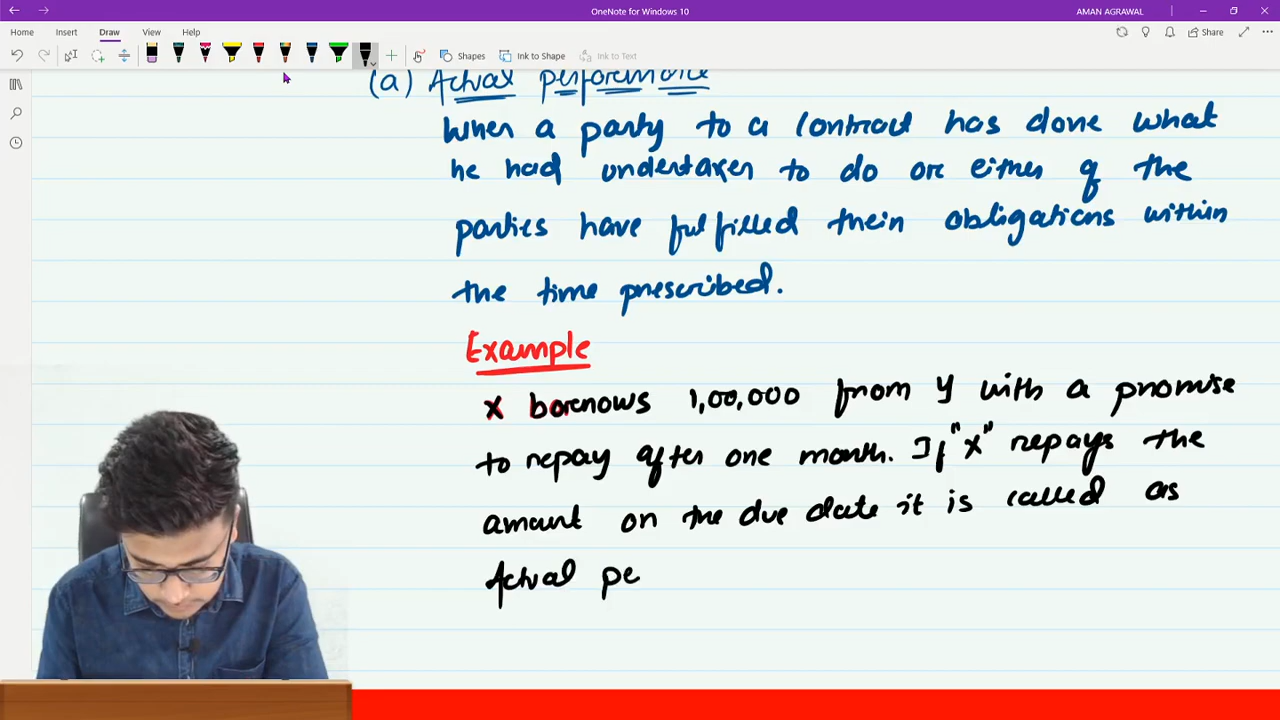 OneNote for Windows 10
AMAN AGRAWAL
Home Insert Draw View Help
Share
Shapes Ink to Shape Ink to Text
(a) Actual performance
When a party to a contract has done what
he had undertaken to do or either of the
parties have fulfilled their obligations within
the time prescribed.
Example
X borrows 1,00,000 from Y with a promise
to repay after one month. If "X" repays the
amount on the due date it is called as
Actual pe